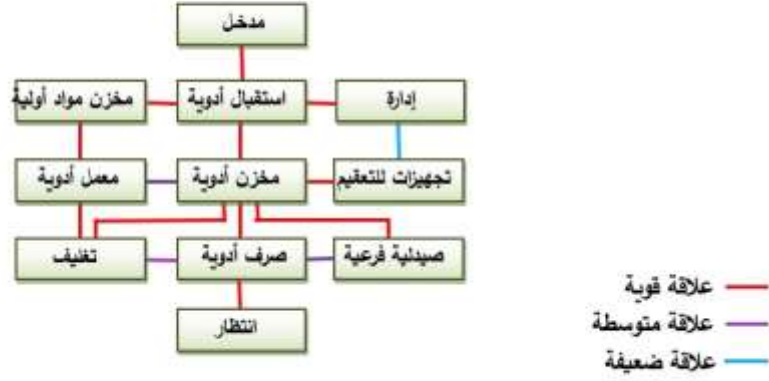 مدخل
إدارة
استقبال أدوية
مخزن مواد أولية
تجهيزات للتعقيم
مخزن أدوية
معمل أدوية
صيدلية فرعية
صرف أدوية
تغليف
انتظار
علاقة قوية
علاقة متوسطة
علاقة ضعيفة